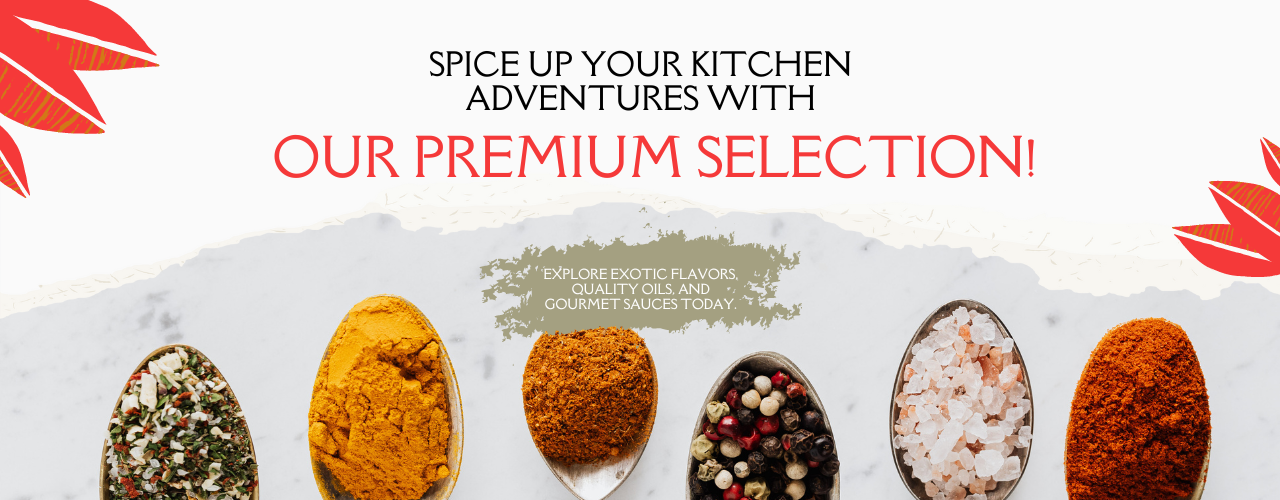 SPICE UP YOUR KITCHEN
ADVENTURES WITH
OUR PREMIUM SELECTION!
EXPLORE EXOTIC FLAVORS,
QUALITY OILS, AND
GOURMET SAUCES TODAY.